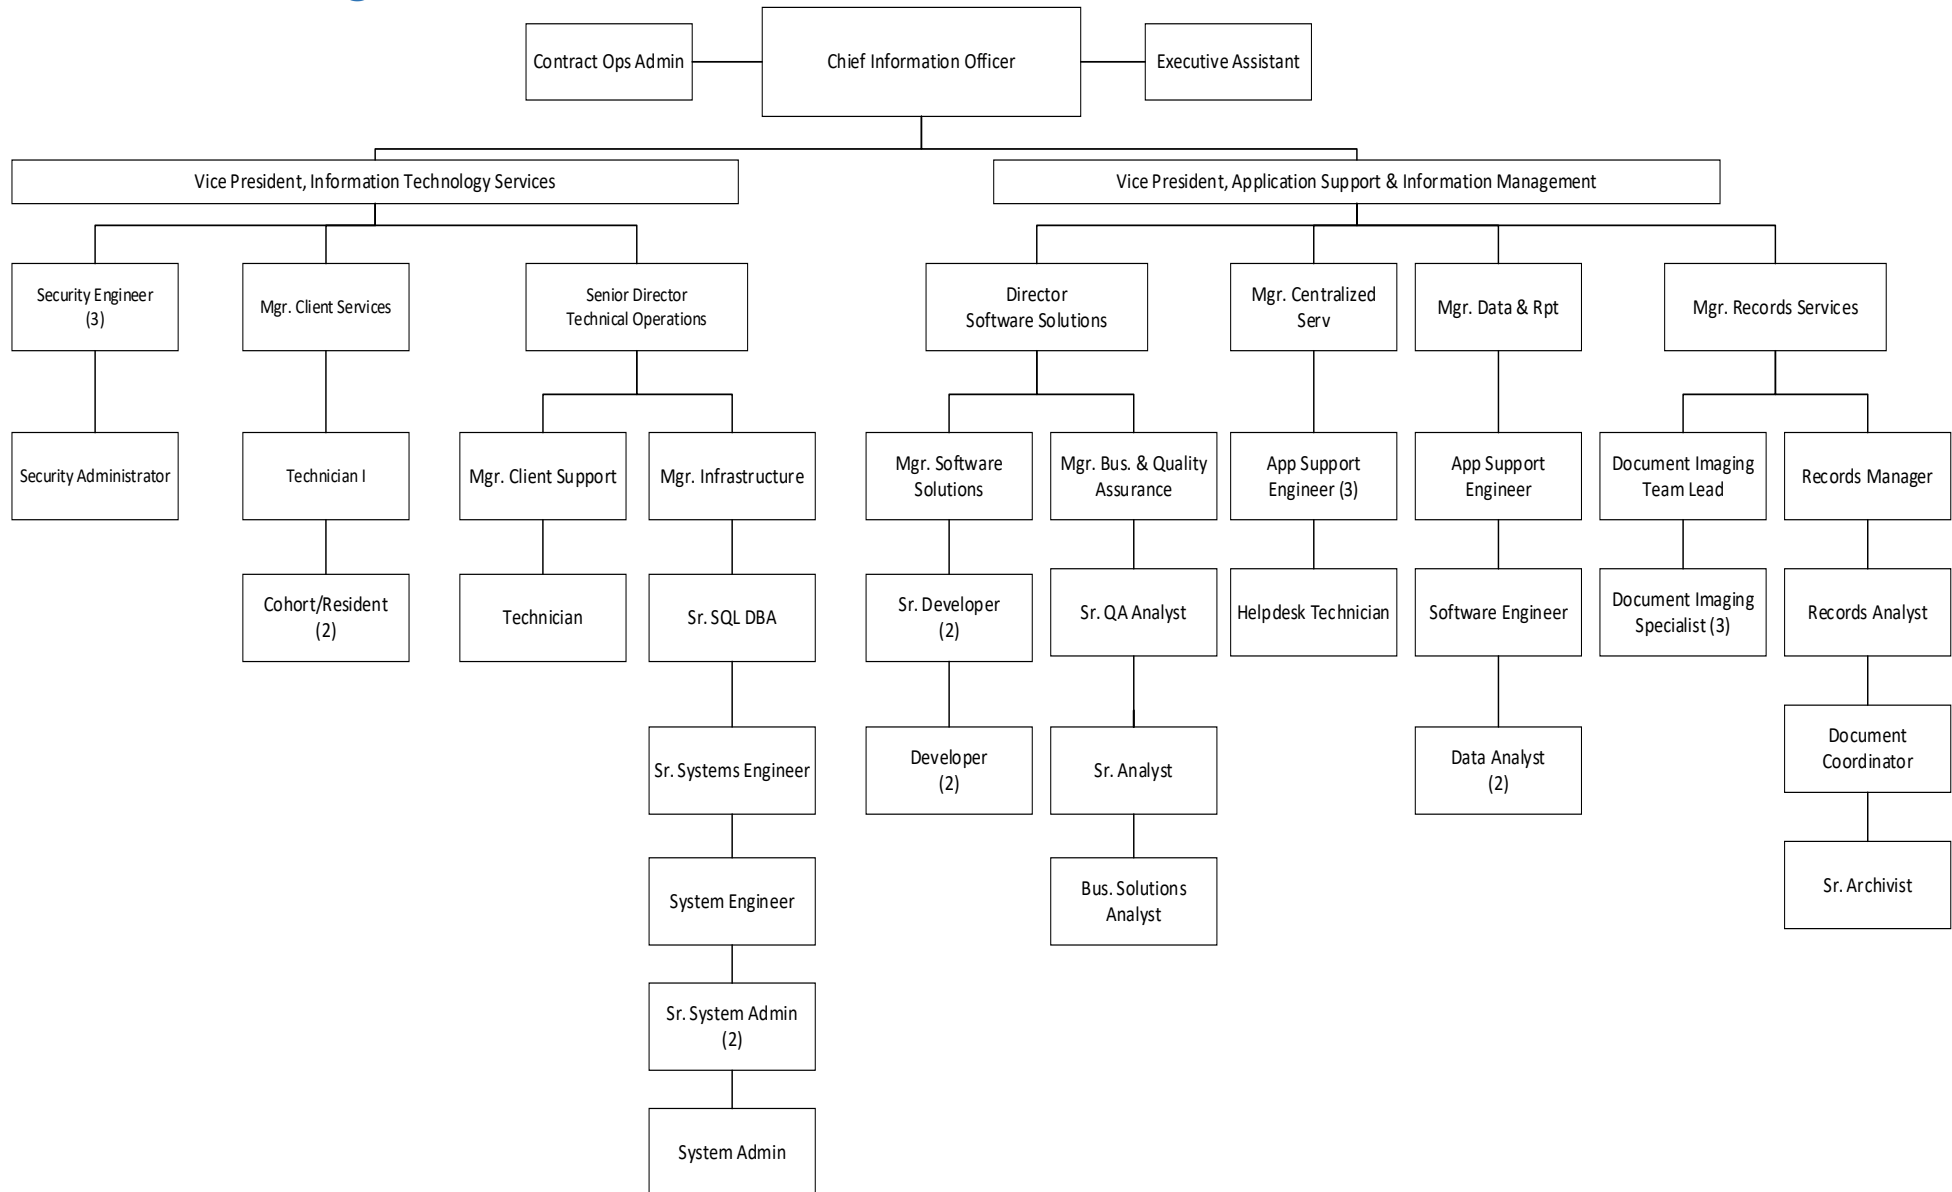 Contract Ops Admin
Chief Information Officer
Executive Assistant
Vice President, Information Technology Services
Vice President, Application Support & Information Management
Security Engineer
(3)
Mgr. Client Services
Senior Director
Technical Operations
Director
Software Solutions
Mgr. Centralized
Serv
Mgr. Data & Rpt
Mgr. Records Services
Security Administrator
Technician I
Mgr. Client Support
Mgr. Infrastructure
Mgr. Software
Solutions
Mgr. Bus. & Quality
Assurance
App Support
Engineer (3)
App Support
Engineer
Document Imaging
Team Lead
Records Manager
Cohort/Resident
(2)
Technician
Sr. SQL DBA
Sr. Developer
(2)
Sr. QA Analyst
Helpdesk Technician
Software Engineer
Document Imaging
Specialist (3)
Records Analyst
Sr. Systems Engineer
Developer
(2)
Sr. Analyst
Data Analyst
(2)
Document
Coordinator
System Engineer
Bus. Solutions
Analyst
Sr. Archivist
Sr. System Admin
(2)
System Admin